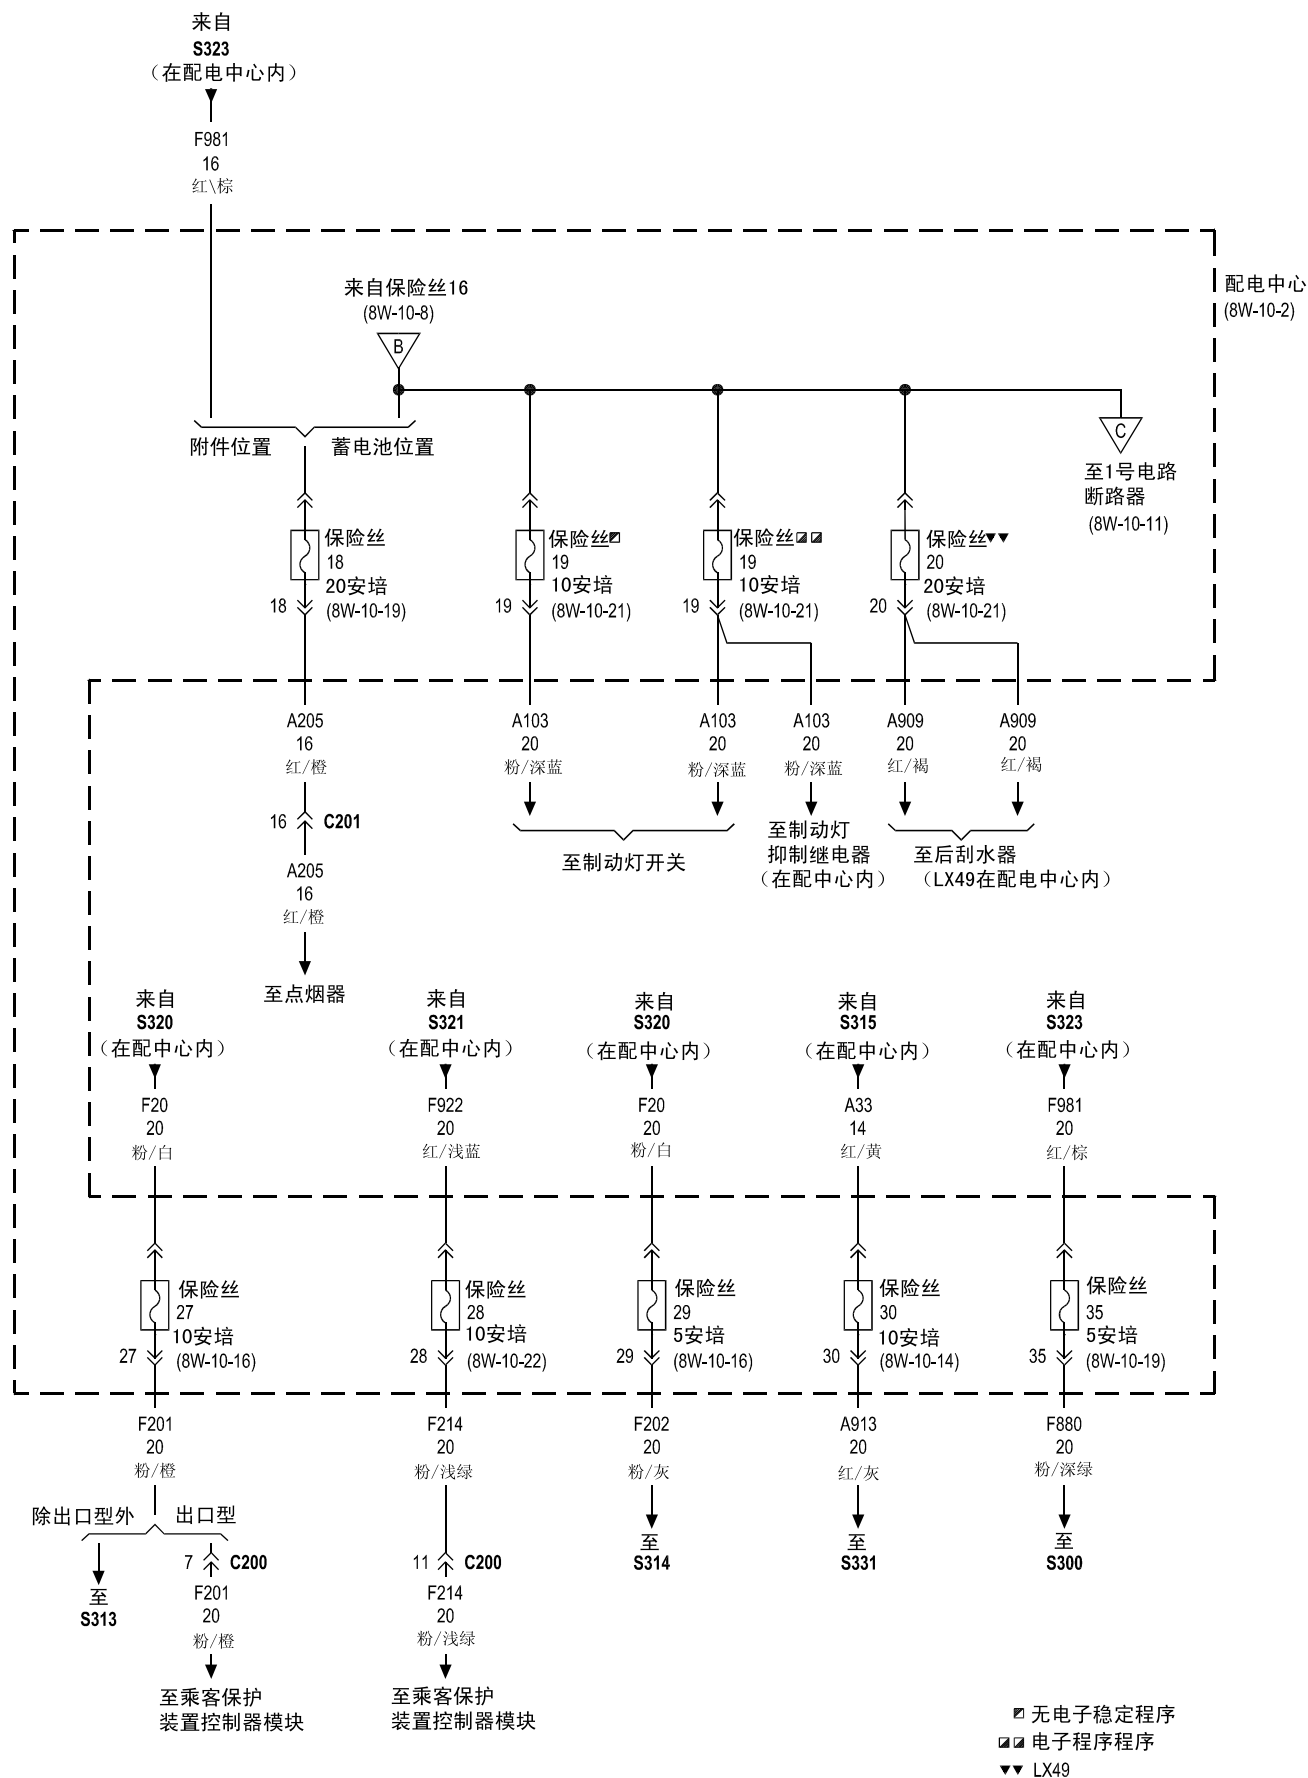 来自
S323
（在配电中心内）
F981
16
红\棕
配电中心
(8W-10-2)
来自保险丝16
(8W-10-8)
B
C
附件位置
蓄电池位置
至1号电路
断路器
(8W-10-11)
保险丝
18
20安培
(8W-10-19)
18
保险丝
19
10安培
(8W-10-21)
19
保险丝
19
10安培
(8W-10-21)
19
保险丝▼▼
20
20安培
(8W-10-21)
20
A205
16
红/橙
A103
20
粉/深蓝
A103
20
粉/深蓝
A103
20
粉/深蓝
A909
20
红/褐
A909
20
红/褐
16
C201
A205
16
红/橙
至点烟器
至制动灯开关
至制动灯
抑制继电器
（在配中心内）
至后刮水器
（LX49在配电中心内）
来自
S320
（在配中心内）
F20
20
粉/白
来自
S321
（在配中心内）
F922
20
红/浅蓝
来自
S320
（在配中心内）
F20
20
粉/白
来自
S315
（在配中心内）
A33
14
红/黄
来自
S323
（在配中心内）
F981
20
红/棕
保险丝
27
10安培
(8W-10-16)
27
保险丝
28
10安培
(8W-10-22)
28
保险丝
29
5安培
(8W-10-16)
29
保险丝
30
10安培
(8W-10-14)
30
保险丝
35
5安培
(8W-10-19)
35
F201
20
粉/橙
F214
20
粉/浅绿
F202
20
粉/灰
A913
20
红/灰
F880
20
粉/深绿
除出口型外
出口型
至
S313
7
C200
F201
20
粉/橙
至乘客保护
装置控制器模块
11
C200
F214
20
粉/浅绿
至乘客保护
装置控制器模块
至
S314
至
S331
至
S300
无电子稳定程序
电子程序程序
▼▼ LX49